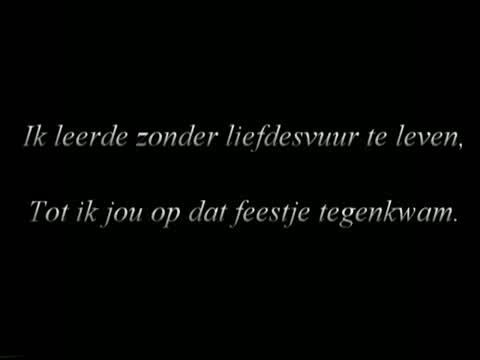 Ik leerde zonder liefdesvuur te leven,
Tot ik jou op dat feestje tegenkwam.